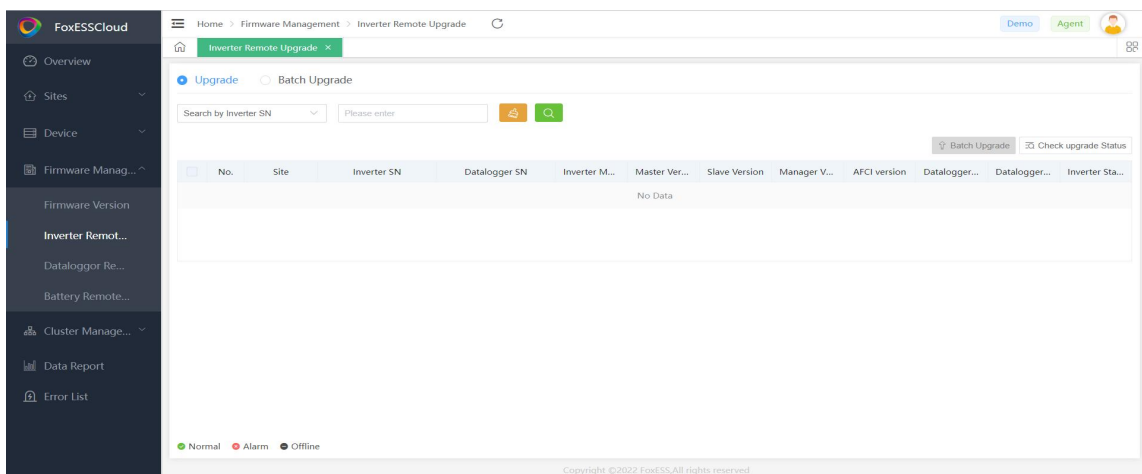 FoxESSCloud
Home > Firmware Management > Inverter Remote Upgrade
Demo
Agent
Inverter Remote Upgrade ×
Overview
Sites
Device
Firmware Manag...
Firmware Version
Inverter Remot...
Dataloggor Re...
Battery Remote...
Cluster Manage...
Data Report
Error List
Upgrade
Batch Upgrade
Search by Inverter SN
Please enter
Batch Upgrade
Check upgrade Status
No. Site Inverter SN Datalogger SN Inverter M... Master Ver... Slave Version Manager V... AFCI version Datalogger... Datalogger... Inverter Sta...
No Data
Normal Alarm Offline
Copyright ©2022 FoxESS,All rights reserved